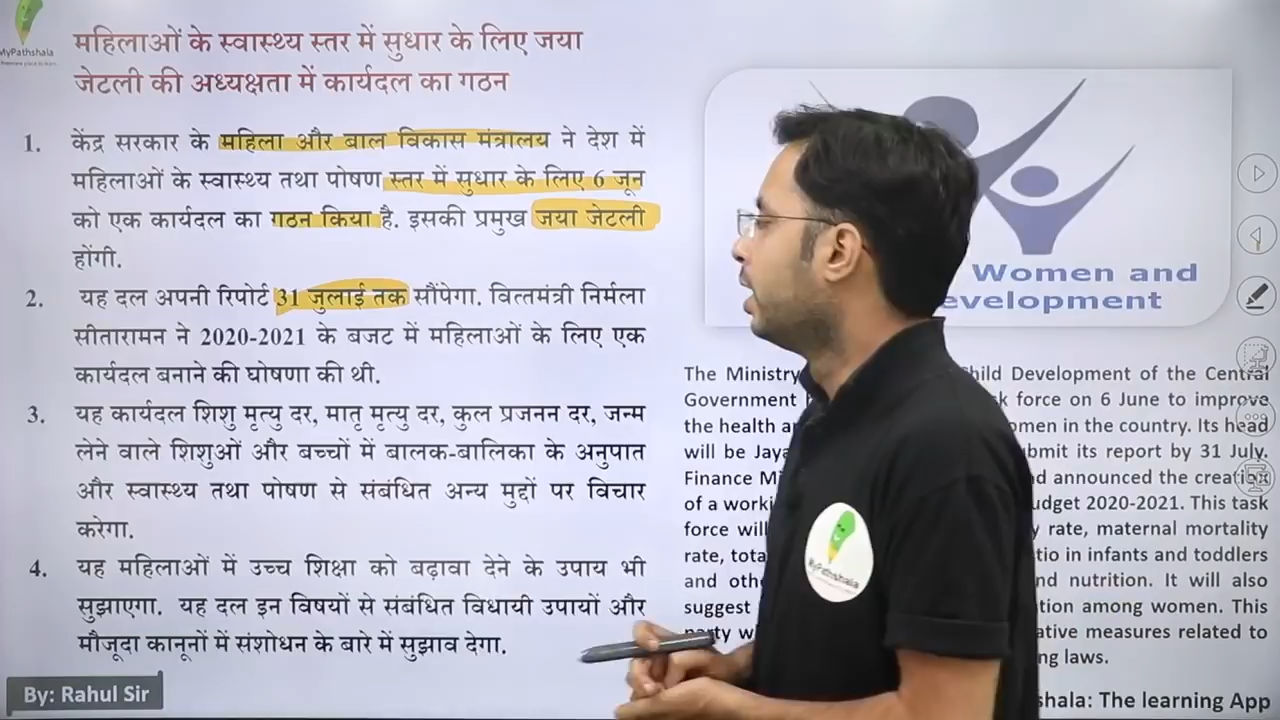 MyPathshala
महिलाओं के स्वास्थ्य स्तर में सुधार के लिए जया
जेटली की अध्यक्षता में कार्यदल का गठन
1. केंद्र सरकार के महिला और बाल विकास मंत्रालय ने देश में
महिलाओं के स्वास्थ्य तथा पोषण स्तर में सुधार के लिए 6 जून
को एक कार्यदल का गठन किया है. इसकी प्रमुख जया जेटली
होंगी.
2. यह दल अपनी रिपोर्ट 31 जुलाई तक सौंपेगा. वित्तमंत्री निर्मला
सीतारामन ने 2020-2021 के बजट में महिलाओं के लिए एक
कार्यदल बनाने की घोषणा की थी.
3. यह कार्यदल शिशु मृत्यु दर, मातृ मृत्यु दर, कुल प्रजनन दर, जन्म
लेने वाले शिशुओं और बच्चों में बालक-बालिका के अनुपात
और स्वास्थ्य तथा पोषण से संबंधित अन्य मुद्दों पर विचार
करेगा.
4. यह महिलाओं में उच्च शिक्षा को बढ़ावा देने के उपाय भी
सुझाएगा. यह दल इन विषयों से संबंधित विधायी उपायों और
मौजूदा कानूनों में संशोधन के बारे में सुझाव देगा.
Women and
evelopment
The Ministry Child Development of the Central
Government k force on 6 June to improve
the health a omen in the country. Its head
will be Jay bmit its report by 31 July.
Finance M d announced the creation
of a work udget 2020-2021. This task
force will y rate, maternal mortality
rate, tota tio in infants and toddlers
and oth nd nutrition. It will also
suggest tion among women. This
party w ative measures related to
ng laws.
MyPathshala
By: Rahul Sir
shala: The learning App